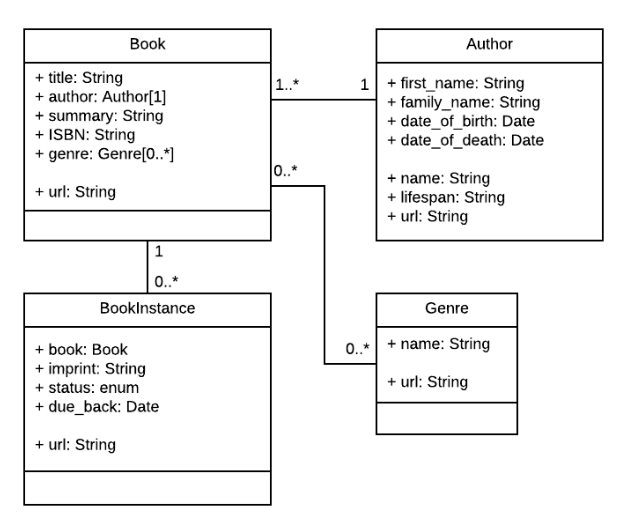 Book
+ title: String
+ author: Author[1]
+ summary: String
+ ISBN: String
+ genre: Genre[0..*]
+ url: String
1..*
1
Author
+ first_name: String
+ family_name: String
+ date_of_birth: Date
+ date_of_death: Date
+ name: String
+ lifespan: String
+ url: String
0..*
1
0..*
BookInstance
+ book: Book
+ imprint: String
+ status: enum
+ due_back: Date
+ url: String
0..*
Genre
+ name: String
+ url: String